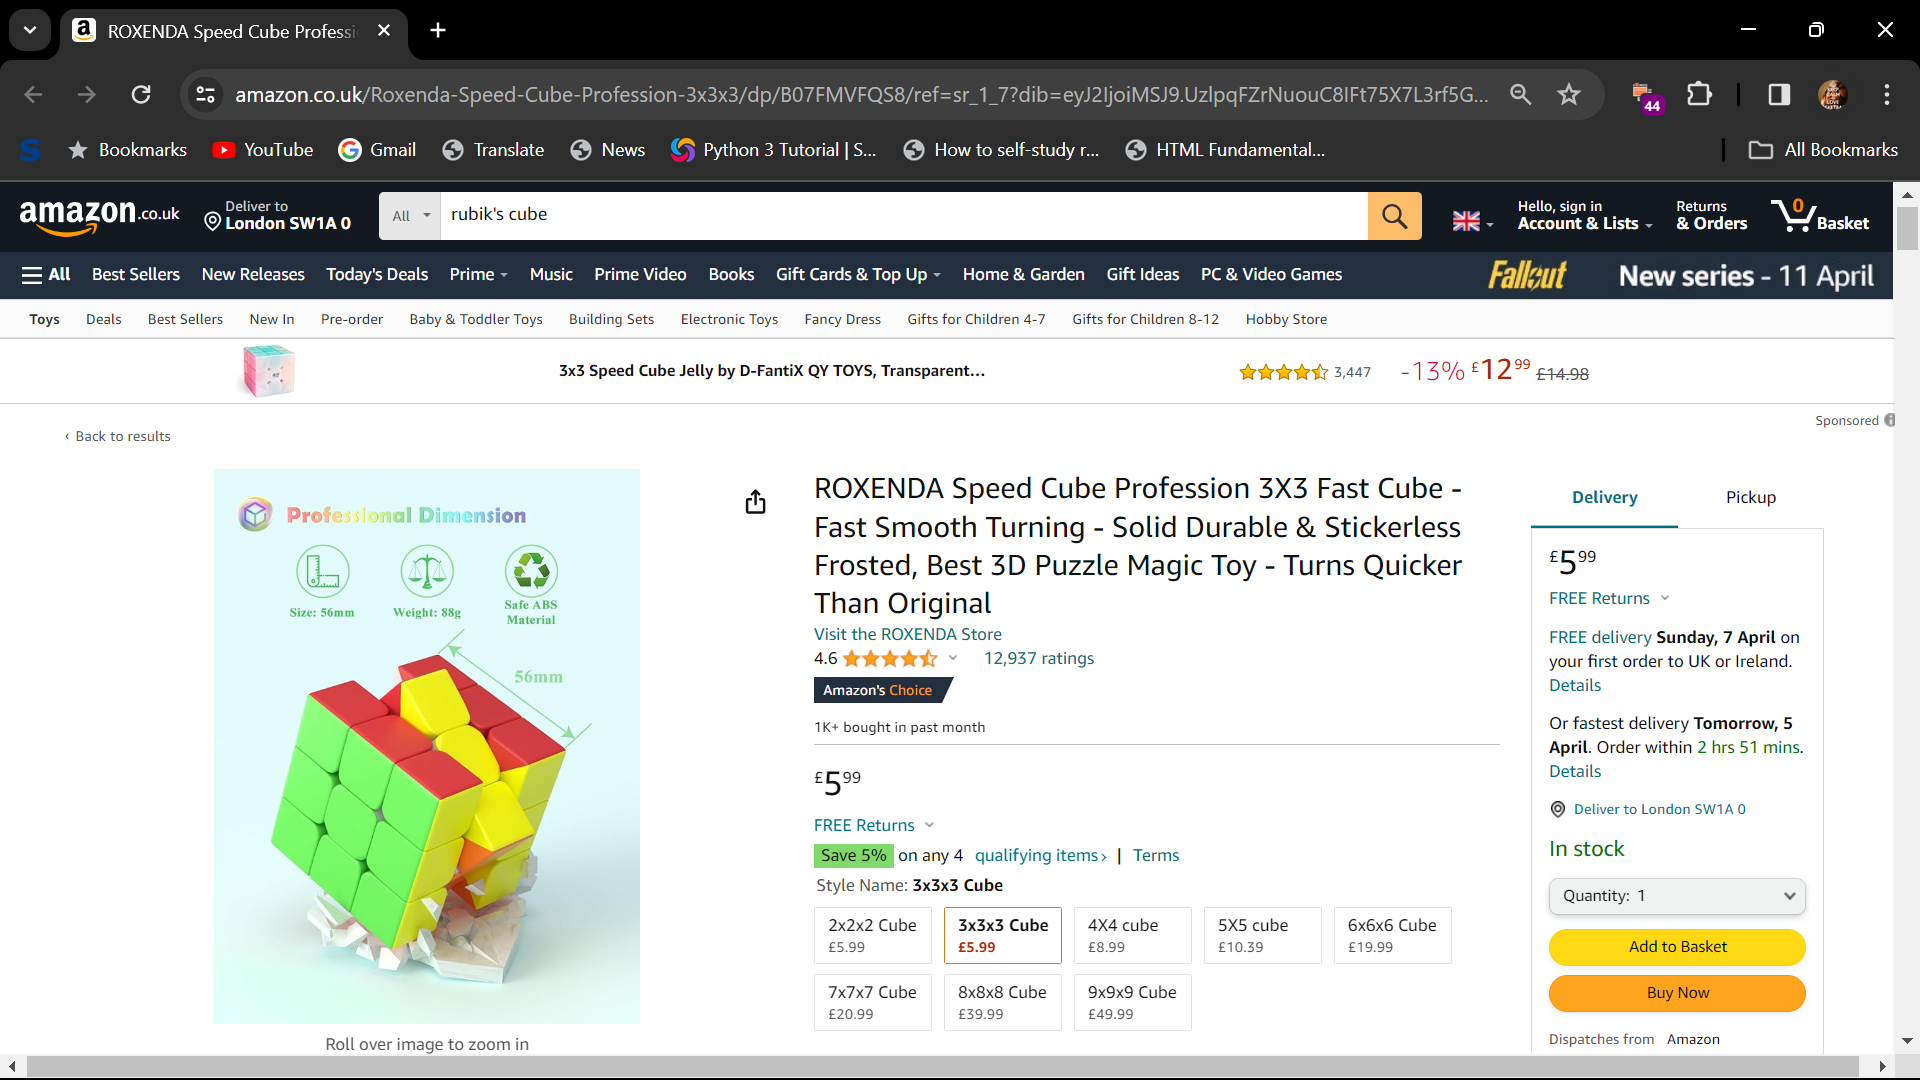 ROXENDA Speed Cube Professi
amazon.co.uk/Roxenda-Speed-Cube-Profession-3x3x3/dp/B07FMVFQS8/ref=sr_1_7?dib=eyJ2IjoiMSJ9.UzlpqFZrNuouC8IFt75X7L3rf5G...
44
S Bookmarks YouTube Gmail Translate News Python 3 Tutorial | S... How to self-study r... HTML Fundamental... All Bookmarks
amazon.co.uk
Deliver to
London SW1A 0
All
rubik's cube
Hello, sign in
Account & Lists
Returns
& Orders
0
Basket
All Best Sellers New Releases Today's Deals Prime Music Prime Video Books Gift Cards & Top Up Home & Garden Gift Ideas PC & Video Games
Fallout New series - 11 April
Toys Deals Best Sellers New In Pre-order Baby & Toddler Toys Building Sets Electronic Toys Fancy Dress Gifts for Children 4-7 Gifts for Children 8-12 Hobby Store
3x3 Speed Cube Jelly by D-FantiX QY TOYS, Transparent...
3,447
-13% £12 99 £14.98
Sponsored
‹ Back to results
Professional Dimension
Size: 56mm
Weight: 88g
Safe ABS
Material
56mm
Roll over image to zoom in
ROXENDA Speed Cube Profession 3X3 Fast Cube -
Fast Smooth Turning - Solid Durable & Stickerless
Frosted, Best 3D Puzzle Magic Toy - Turns Quicker
Than Original
Visit the ROXENDA Store
4.6 12,937 ratings
Amazon's Choice
1K+ bought in past month
£5 99
FREE Returns
Save 5% on any 4 qualifying items › | Terms
Style Name: 3x3x3 Cube
2x2x2 Cube
£5.99
3x3x3 Cube
£5.99
4X4 cube
£8.99
5X5 cube
£10.39
6x6x6 Cube
£19.99
7x7x7 Cube
£20.99
8x8x8 Cube
£39.99
9x9x9 Cube
£49.99
Delivery Pickup
£5 99
FREE Returns
FREE delivery Sunday, 7 April on
your first order to UK or Ireland.
Details
Or fastest delivery Tomorrow, 5
April. Order within 2 hrs 51 mins.
Details
Deliver to London SW1A 0
In stock
Quantity: 1
Add to Basket
Buy Now
Dispatches from Amazon